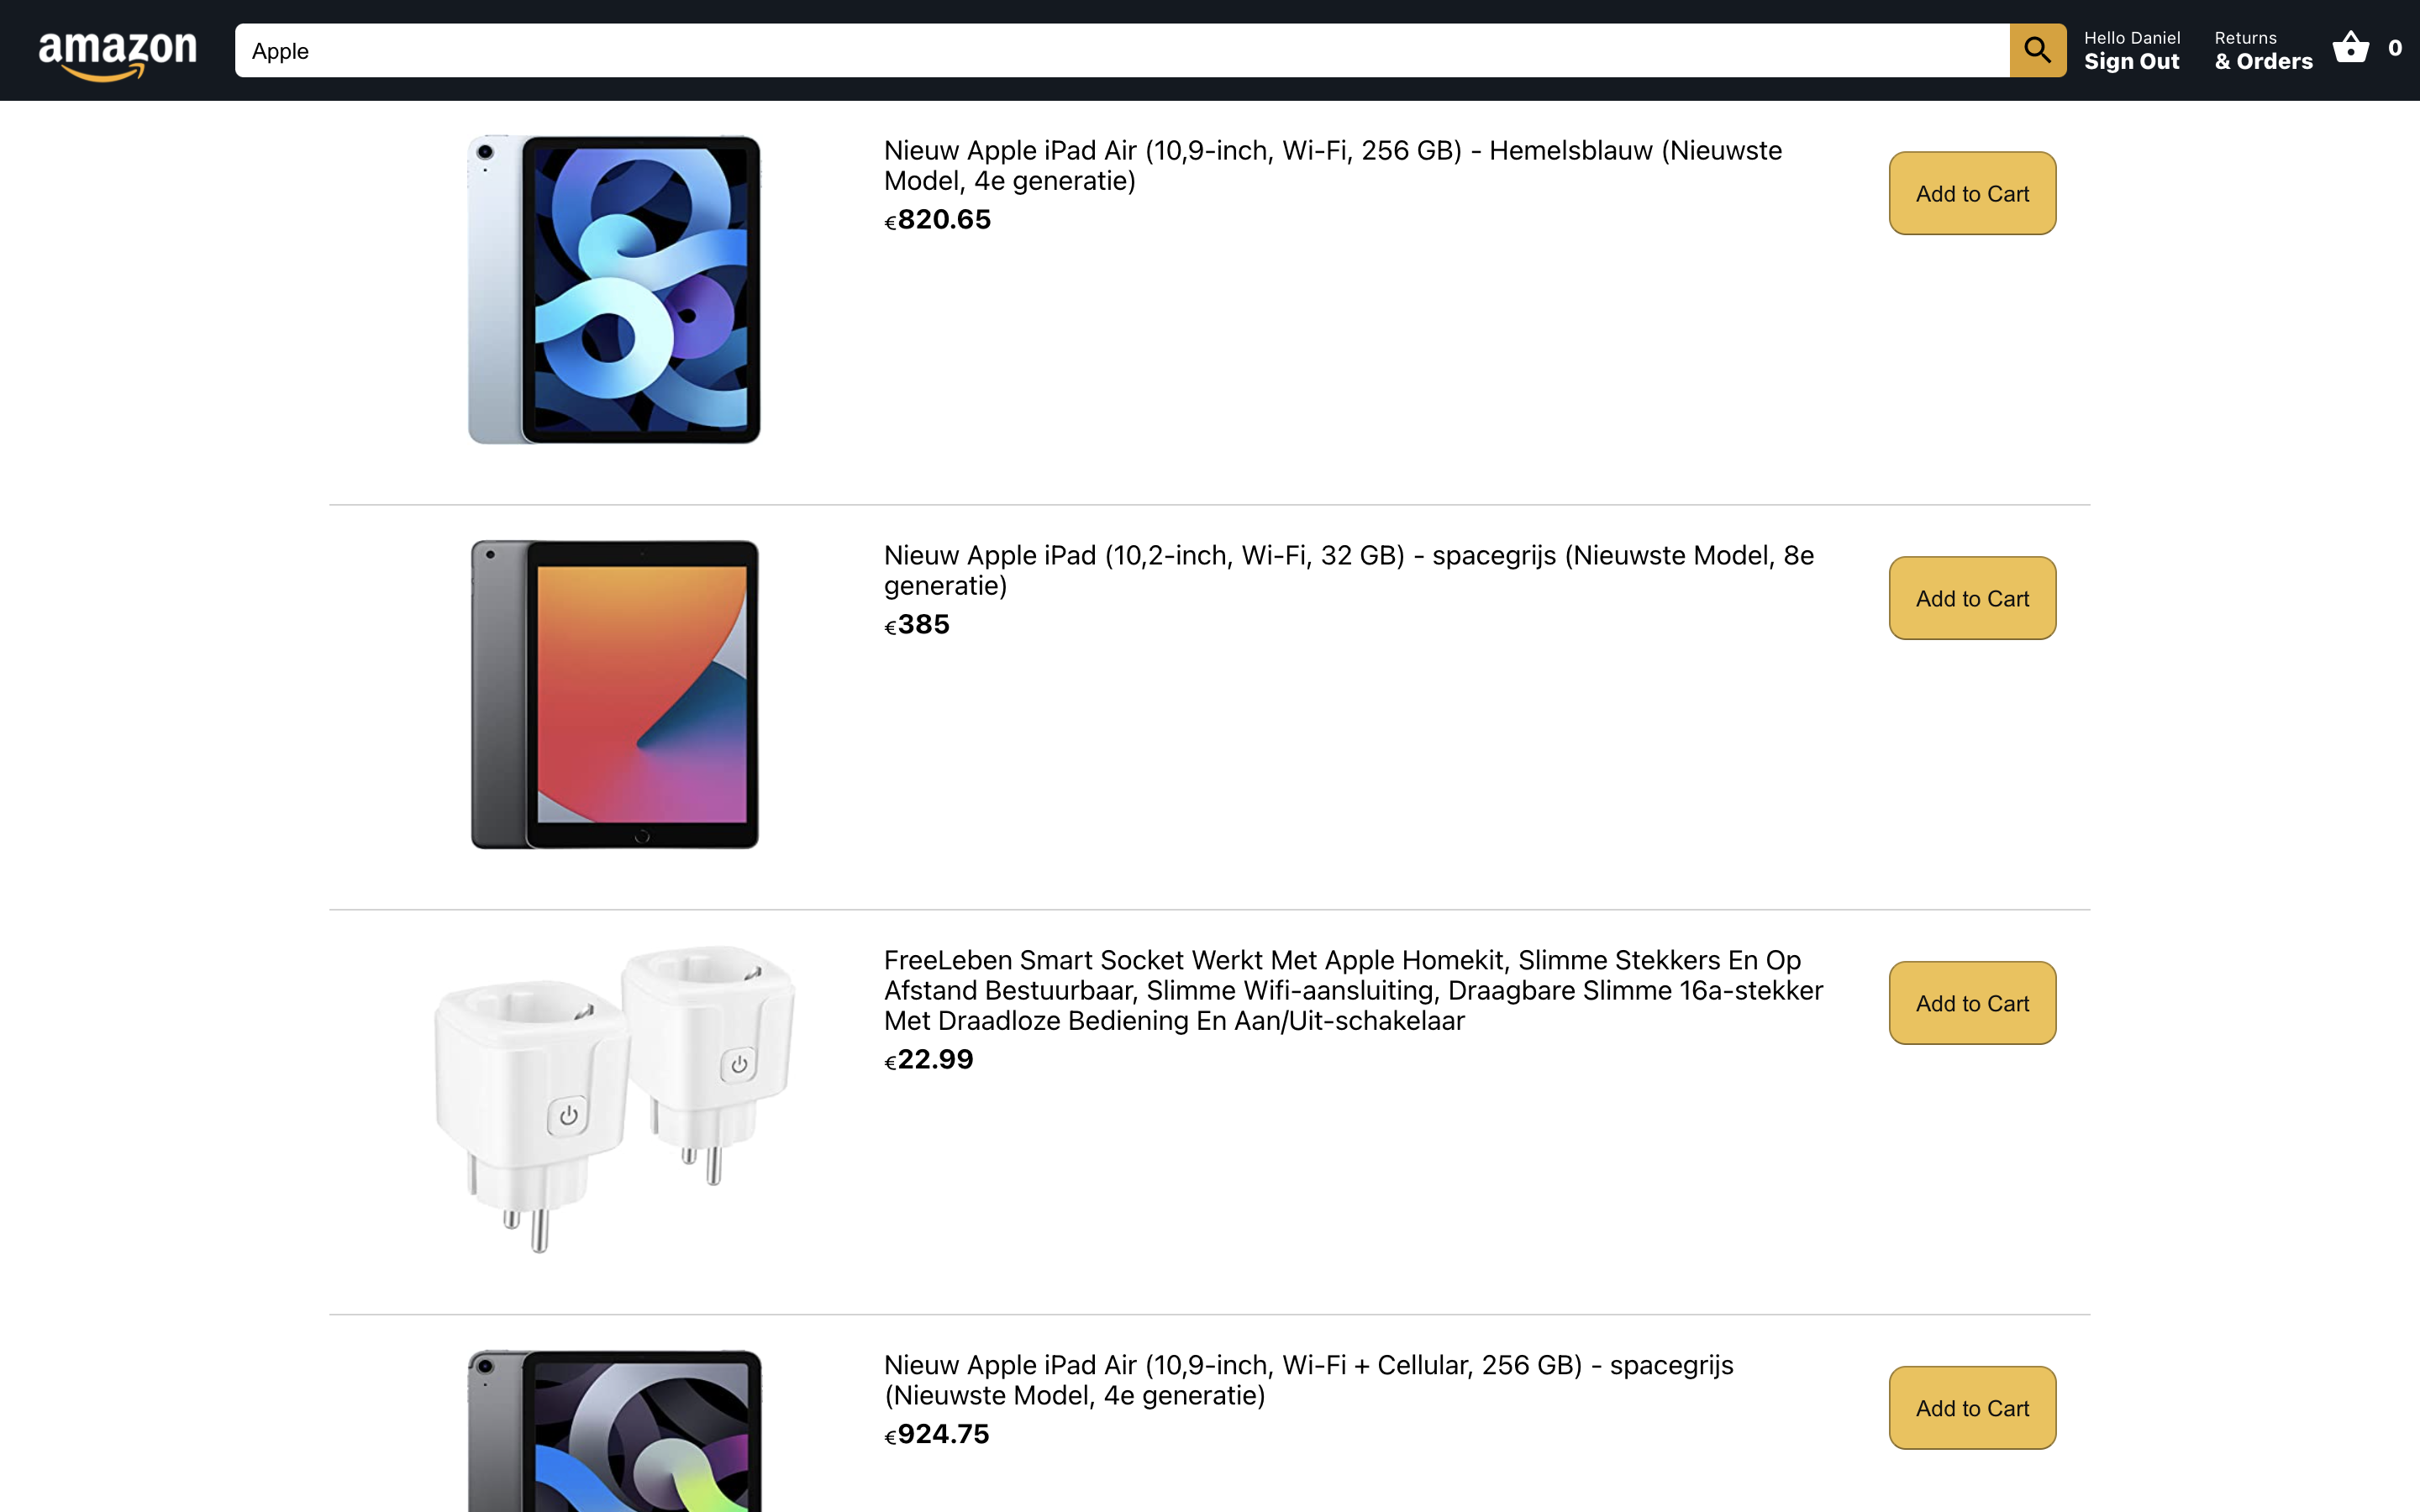 amazon
Apple
Hello Daniel
Sign Out
Returns
& Orders
0
Nieuw Apple iPad Air (10,9-inch, Wi-Fi, 256 GB) - Hemelsblauw (Nieuwste
Model, 4e generatie)
€820.65
Add to Cart
Nieuw Apple iPad (10,2-inch, Wi-Fi, 32 GB) - spacegrijs (Nieuwste Model, 8e
generatie)
€385
Add to Cart
FreeLeben Smart Socket Werkt Met Apple Homekit, Slimme Stekkers En Op
Afstand Bestuurbaar, Slimme Wifi-aansluiting, Draagbare Slimme 16a-stekker
Met Draadloze Bediening En Aan/Uit-schakelaar
€22.99
Add to Cart
Nieuw Apple iPad Air (10,9-inch, Wi-Fi + Cellular, 256 GB) - spacegrijs
(Nieuwste Model, 4e generatie)
€924.75
Add to Cart